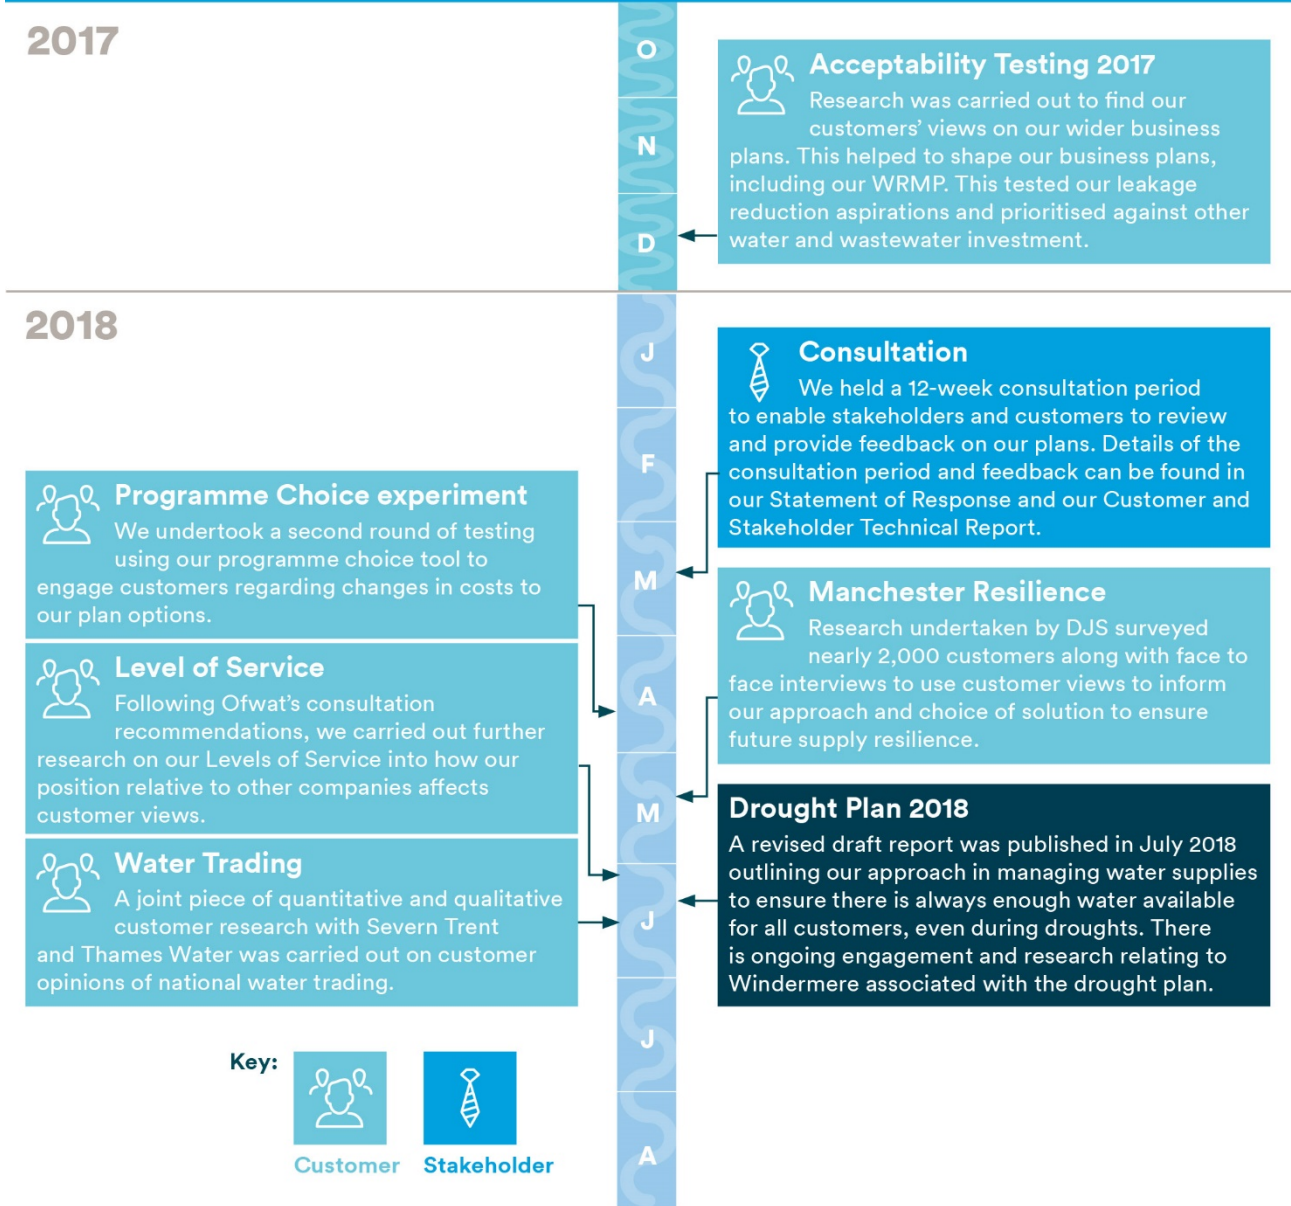 2017
O
N
D
Acceptability Testing 2017
Research was carried out to find our
customers’ views on our wider business
plans. This helped to shape our business plans,
including our WRMP. This tested our leakage
reduction aspirations and prioritised against other
water and wastewater investment.
2018
J
F
M
A
M
J
J
A
Consultation
We held a 12-week consultation period
to enable stakeholders and customers to review
and provide feedback on our plans. Details of the
consultation period and feedback can be found in
our Statement of Response and our Customer and
Stakeholder Technical Report.
Programme Choice experiment
We undertook a second round of testing
using our programme choice tool to
engage customers regarding changes in costs to
our plan options.
Manchester Resilience
Research undertaken by DJS surveyed
nearly 2,000 customers along with face to
face interviews to use customer views to inform
our approach and choice of solution to ensure
future supply resilience.
Level of Service
Following Ofwat’s consultation
recommendations, we carried out further
research on our Levels of Service into how our
position relative to other companies affects
customer views.
Drought Plan 2018
A revised draft report was published in July 2018
outlining our approach in managing water supplies
to ensure there is always enough water available
for all customers, even during droughts. There
is ongoing engagement and research relating to
Windermere associated with the drought plan.
Water Trading
A joint piece of quantitative and qualitative
customer research with Severn Trent
and Thames Water was carried out on customer
opinions of national water trading.
Key:
Customer
Stakeholder